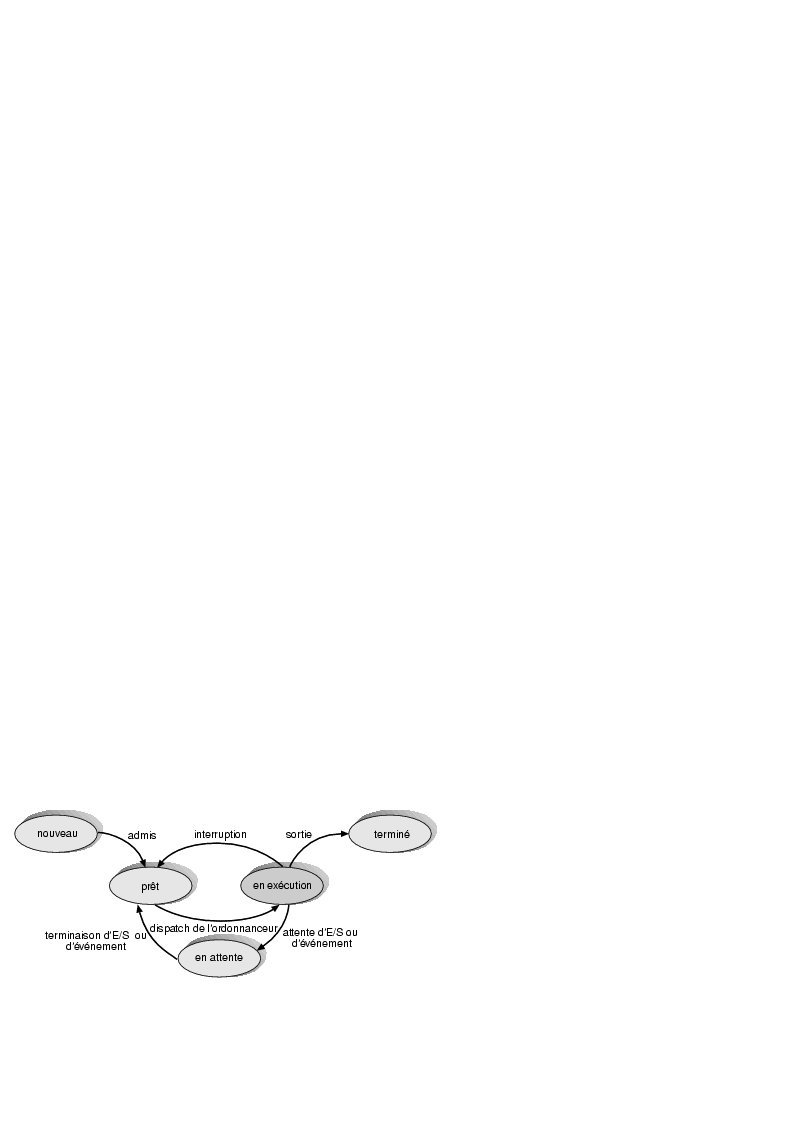 nouveau
admis
interruption
sortie
terminé
prêt
en exécution
dispatch de l'ordonnanceur
terminaison d'E/S ou
d'événement
attente d'E/S ou
d'événement
en attente